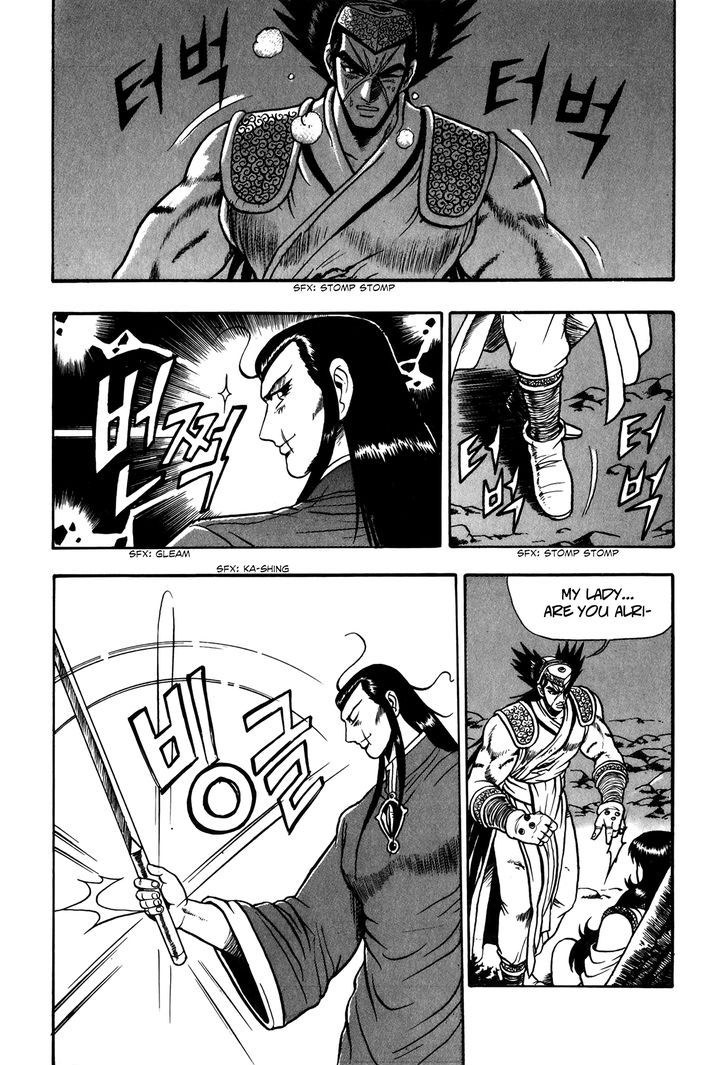 터벅
터벅
SFX: STOMP STOMP
번쩍
SFX: GLEAM
터벅
터벅
SFX: STOMP STOMP
SFX: KA-SHING
빙글
MY LADY...
ARE YOU ALRI-